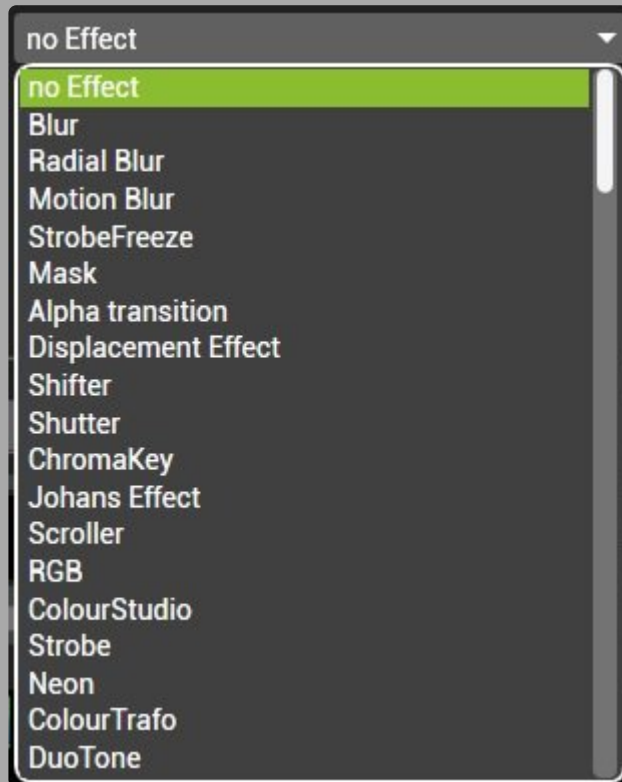 no Effect
no Effect
Blur
Radial Blur
Motion Blur
StrobeFreeze
Mask
Alpha transition
Displacement Effect
Shifter
Shutter
ChromaKey
Johans Effect
Scroller
RGB
ColourStudio
Strobe
Neon
ColourTrafo
DuoTone